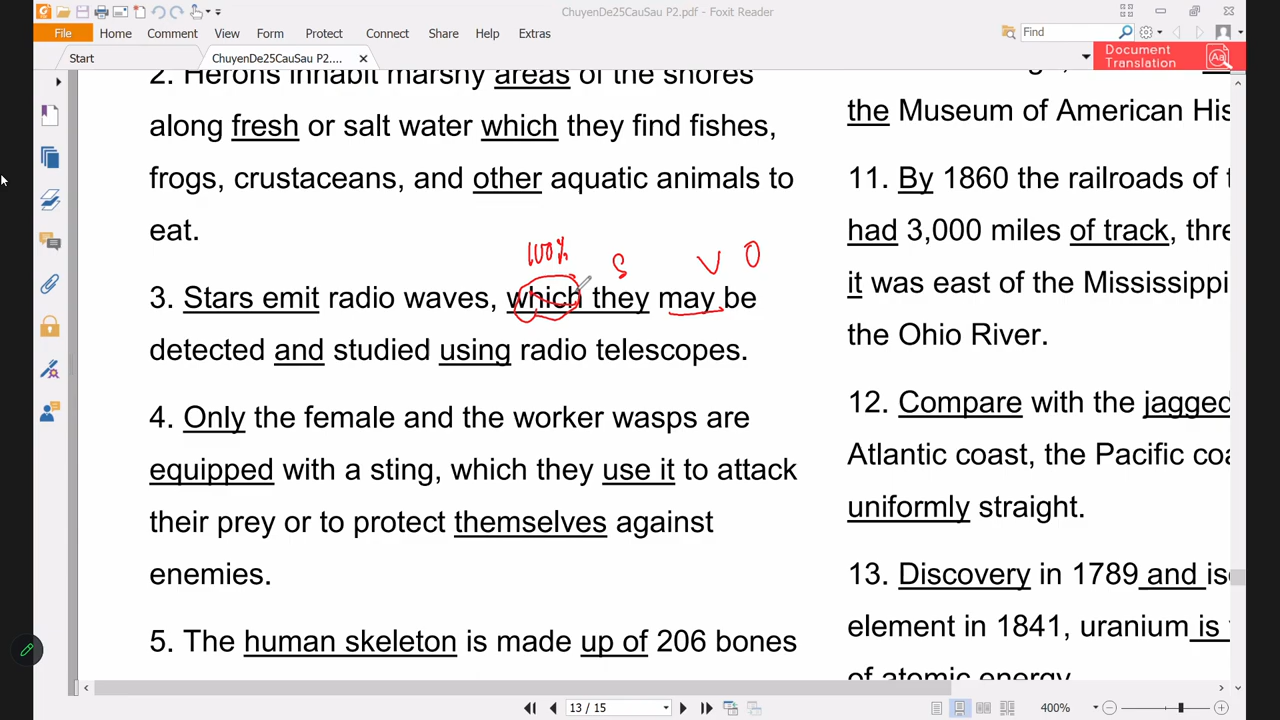 ChuyenDe25CauSau P2.pdf - Foxit Reader
File Home Comment View Form Protect Connect Share Help Extras Find
Start ChuyenDe25CauSau P2.... Document Translation
2. Herons inhabit marshy areas of the shores
along fresh or salt water which they find fishes,
frogs, crustaceans, and other aquatic animals to
eat.
100% S V O
3. Stars emit radio waves, which they may be
detected and studied using radio telescopes.
4. Only the female and the worker wasps are
equipped with a sting, which they use it to attack
their prey or to protect themselves against
enemies.
5. The human skeleton is made up of 206 bones
the Museum of American His
11. By 1860 the railroads of t
had 3,000 miles of track, thre
it was east of the Mississippi
the Ohio River.
12. Compare with the jagged
Atlantic coast, the Pacific coa
uniformly straight.
13. Discovery in 1789 and iso
element in 1841, uranium is
of atomic energy.
13 / 15 400%